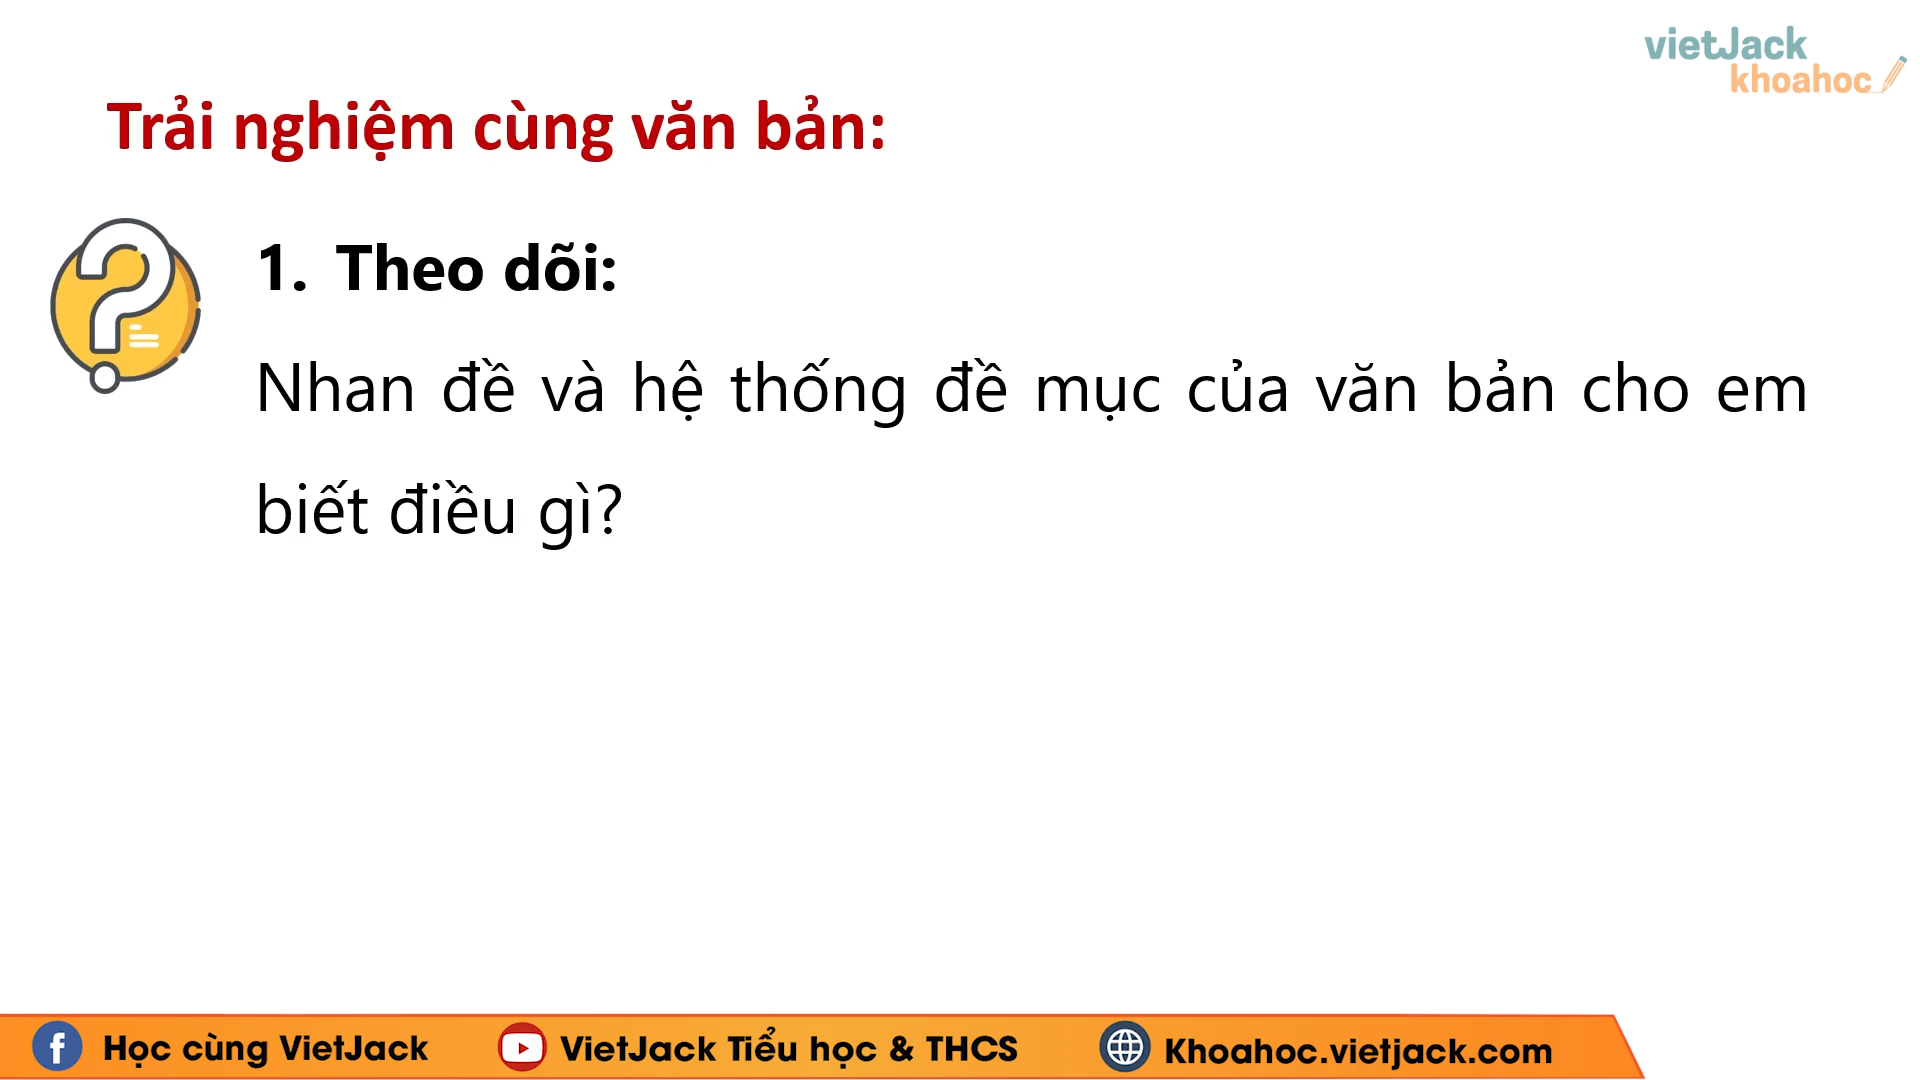 vietJack
khoahoc
Trải nghiệm cùng văn bản:
1. Theo dõi:
Nhan đề và hệ thống đề mục của văn bản cho em
biết điều gì?
Học cùng VietJack
VietJack Tiểu học & THCS
Khoahoc.vietjack.com